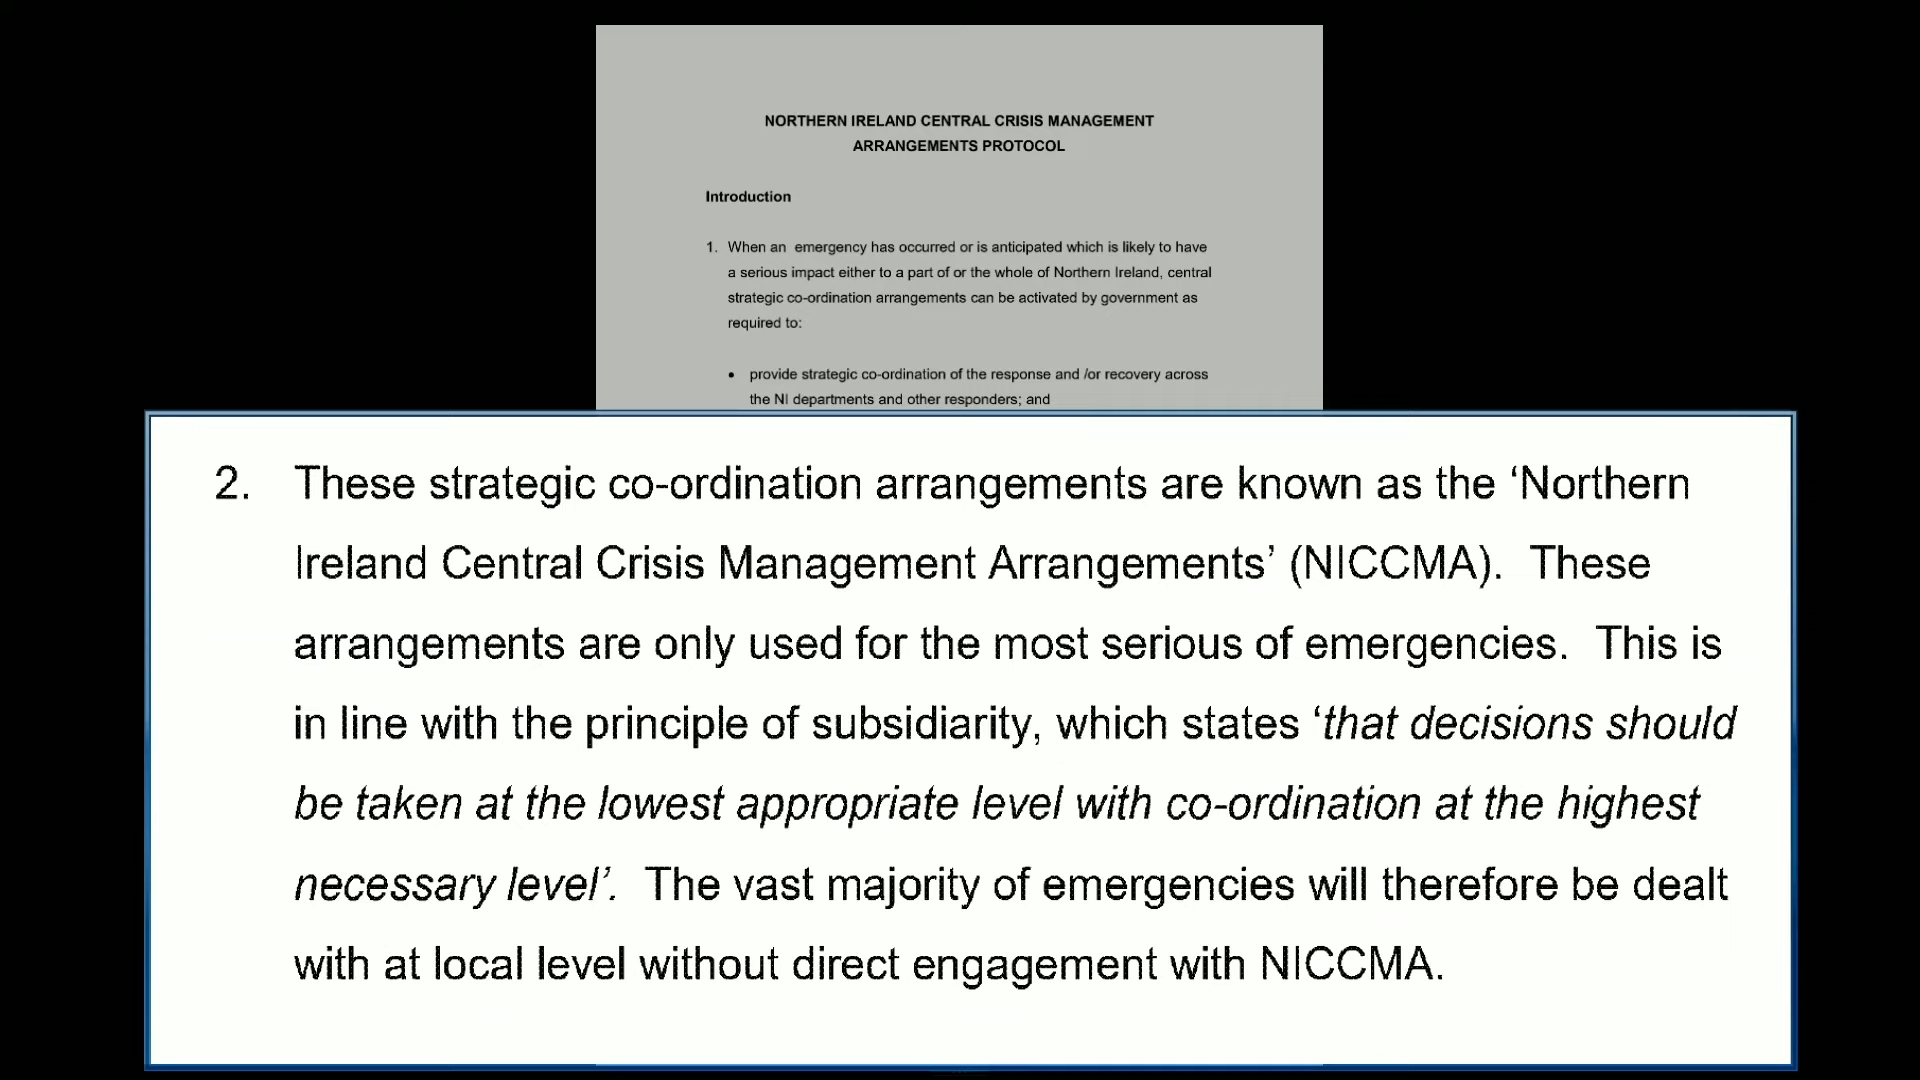 NORTHERN IRELAND CENTRAL CRISIS MANAGEMENT
ARRANGEMENTS PROTOCOL
Introduction
1. When an emergency has occurred or is anticipated which is likely to have
a serious impact either to a part of or the whole of Northern Ireland, central
strategic co-ordination arrangements can be activated by government as
required to:
• provide strategic co-ordination of the response and /or recovery across
the NI departments and other responders; and
2. These strategic co-ordination arrangements are known as the ‘Northern
Ireland Central Crisis Management Arrangements’ (NICCMA). These
arrangements are only used for the most serious of emergencies. This is
in line with the principle of subsidiarity, which states ‘that decisions should
be taken at the lowest appropriate level with co-ordination at the highest
necessary level’. The vast majority of emergencies will therefore be dealt
with at local level without direct engagement with NICCMA.